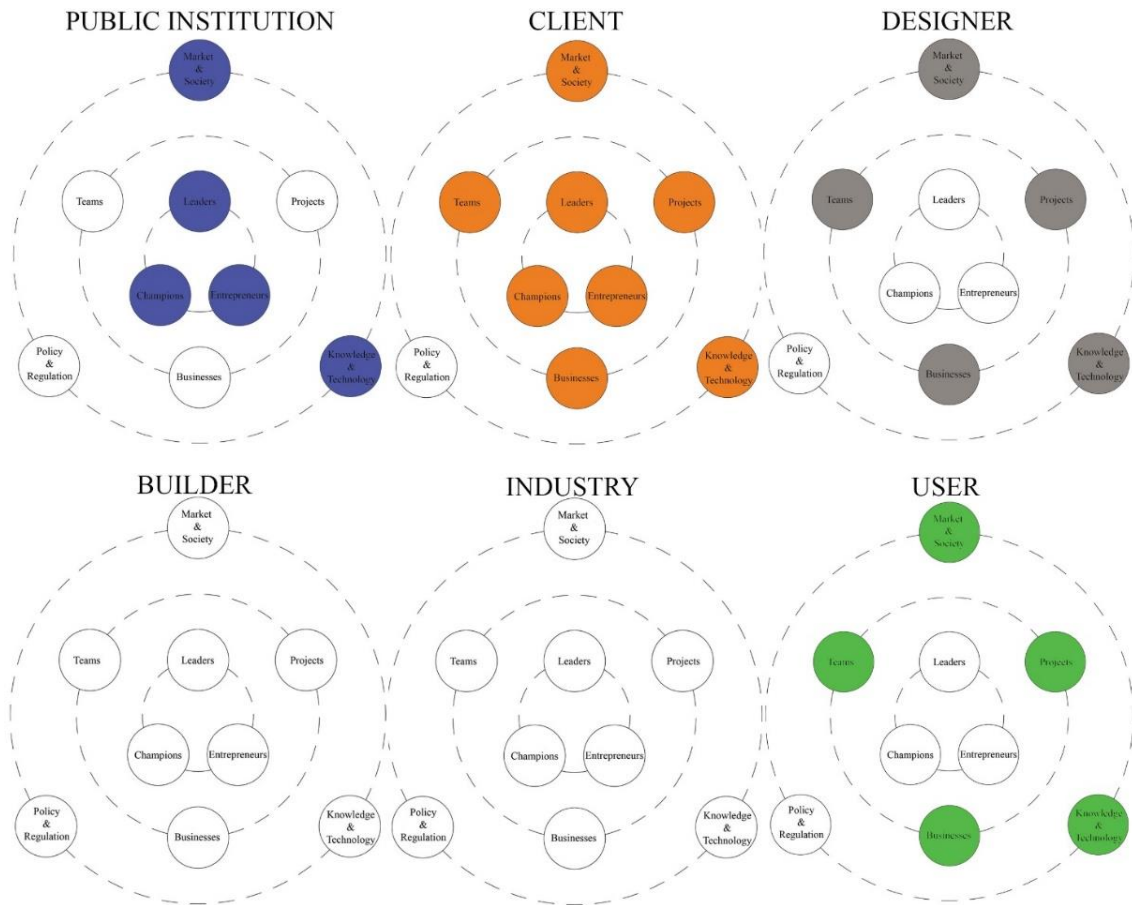 PUBLIC INSTITUTION
Market
&
Society
Teams
Leaders
Projects
Champions
Entrepreneurs
Policy
&
Regulation
Businesses
Knowledge
&
Technology
CLIENT
Market
&
Society
Teams
Leaders
Projects
Champions
Entrepreneurs
Policy
&
Regulation
Businesses
Knowledge
&
Technology
DESIGNER
Market
&
Society
Teams
Leaders
Projects
Champions
Entrepreneurs
Policy
&
Regulation
Businesses
Knowledge
&
Technology
BUILDER
Market
&
Society
Teams
Leaders
Projects
Champions
Entrepreneurs
Policy
&
Regulation
Businesses
Knowledge
&
Technology
INDUSTRY
Market
&
Society
Teams
Leaders
Projects
Champions
Entrepreneurs
Policy
&
Regulation
Businesses
Knowledge
&
Technology
USER
Market
&
Society
Teams
Leaders
Projects
Champions
Entrepreneurs
Policy
&
Regulation
Businesses
Knowledge
&
Technology